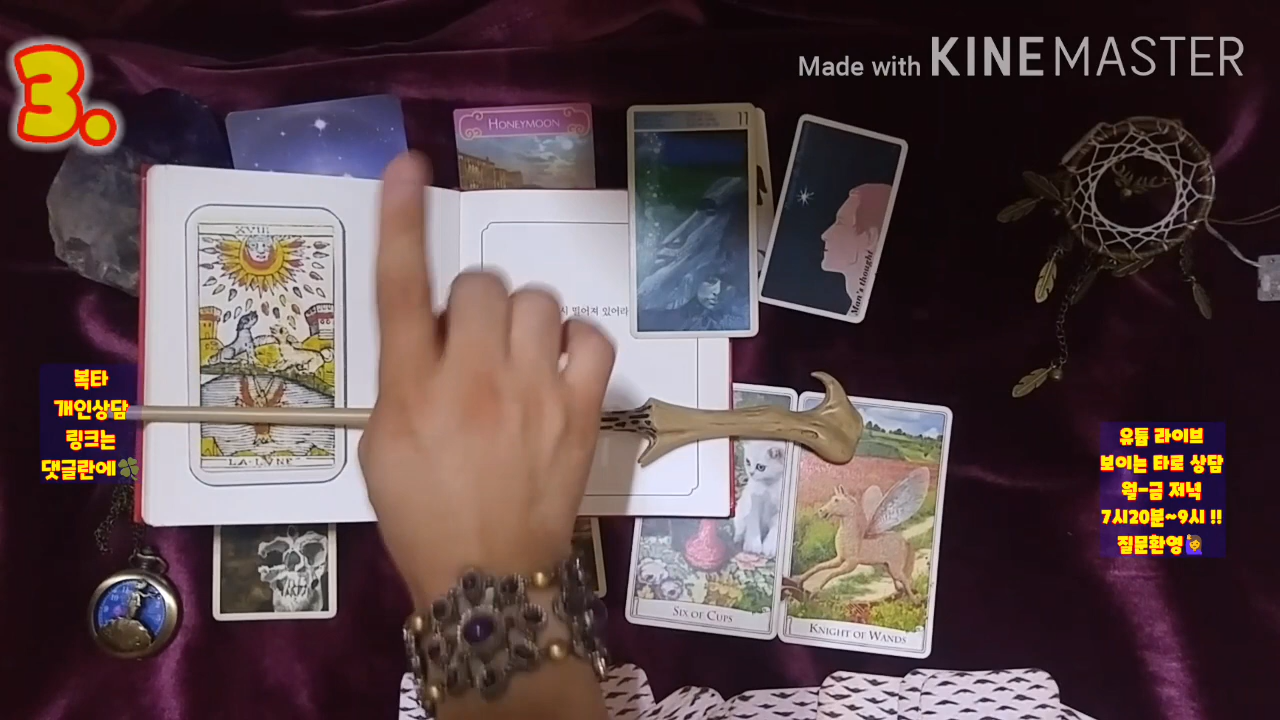 3.
Made with KINEMASTER
HONEYMOON
11
Man's thought
XVIII
시 떨어져 있어라
LA·LVNE
복타
개인상담
링크는
댓글란에🍀
유튭 라이브
보이는 타로 상담
월-금 저녁
7시20분~9시 !!
질문환영🙋‍♀️
SIX OF CUPS
KNIGHT OF WANDS